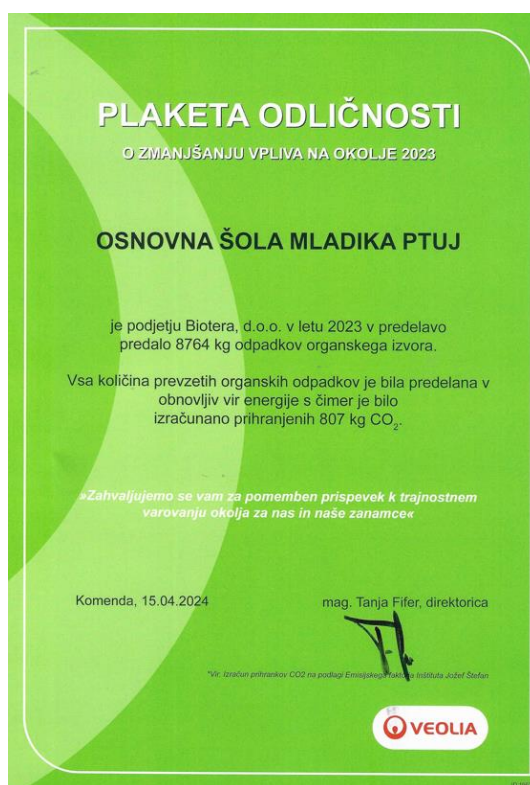 PLAKETA ODLIČNOSTI
O ZMANJŠANJU VPLIVA NA OKOLJE 2023
OSNOVNA ŠOLA MLADIKA PTUJ
je podjetju Biotera, d.o.o. v letu 2023 v predelavo
predalo 8764 kg odpadkov organskega izvora.
Vsa količina prevzetih organskih odpadkov je bila predelana v
obnovljiv vir energije s čimer je bilo
izračunano prihranjenih 807 kg CO₂.
»Zahvaljujemo se vam za pomemben prispevek k trajnostnem
varovanju okolja za nas in naše zanamce«
Komenda, 15.04.2024
mag. Tanja Fifer, direktorica
*Vir: Izračun prihrankov CO2 na podlagi Emisijskega faktorja Inštituta Jožef Štefan
VEOLIA